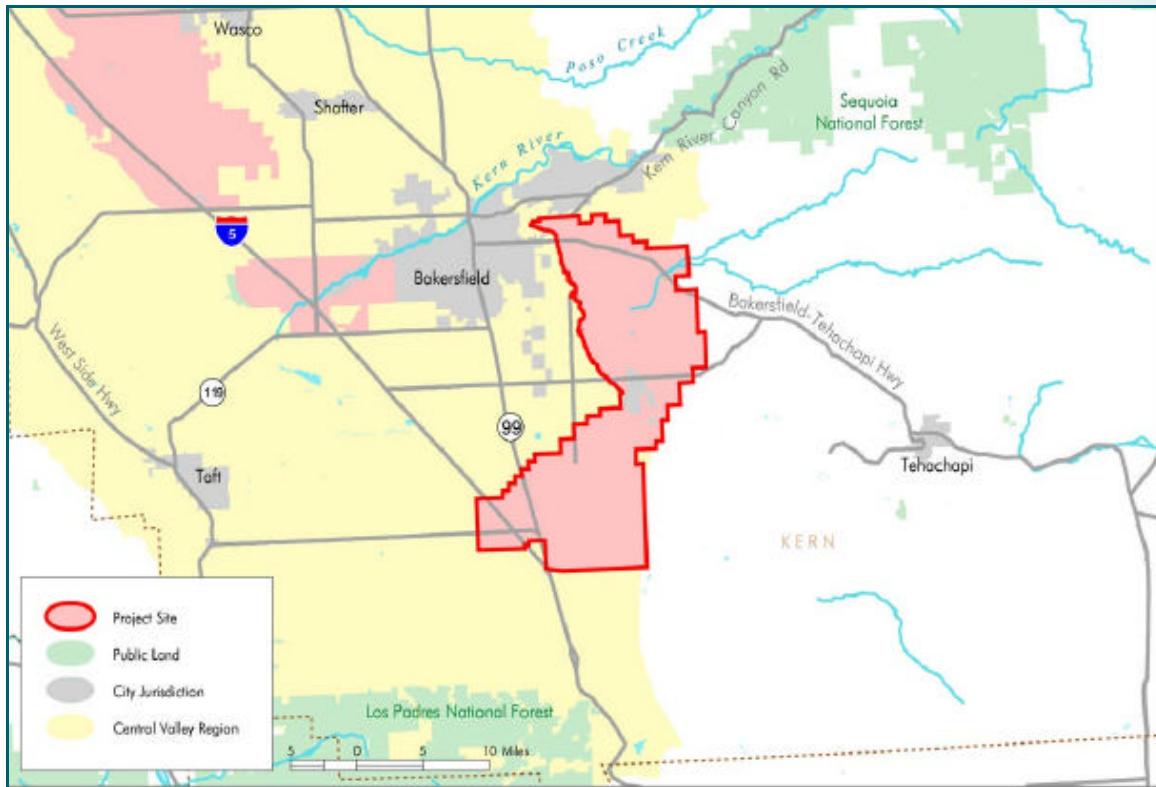 Wasco
Poso Creek
Shafter
Sequoia
National Forest
Kern River Canyon Rd
Kern River
5
Bakersfield
Bakersfield-Tehachapi Hwy
West Side Hwy
119
99
Taft
Tehachapi
KERN
Project Site
Public Land
City Jurisdiction
Central Valley Region
Los Padres National Forest
5 0 5 10 Miles